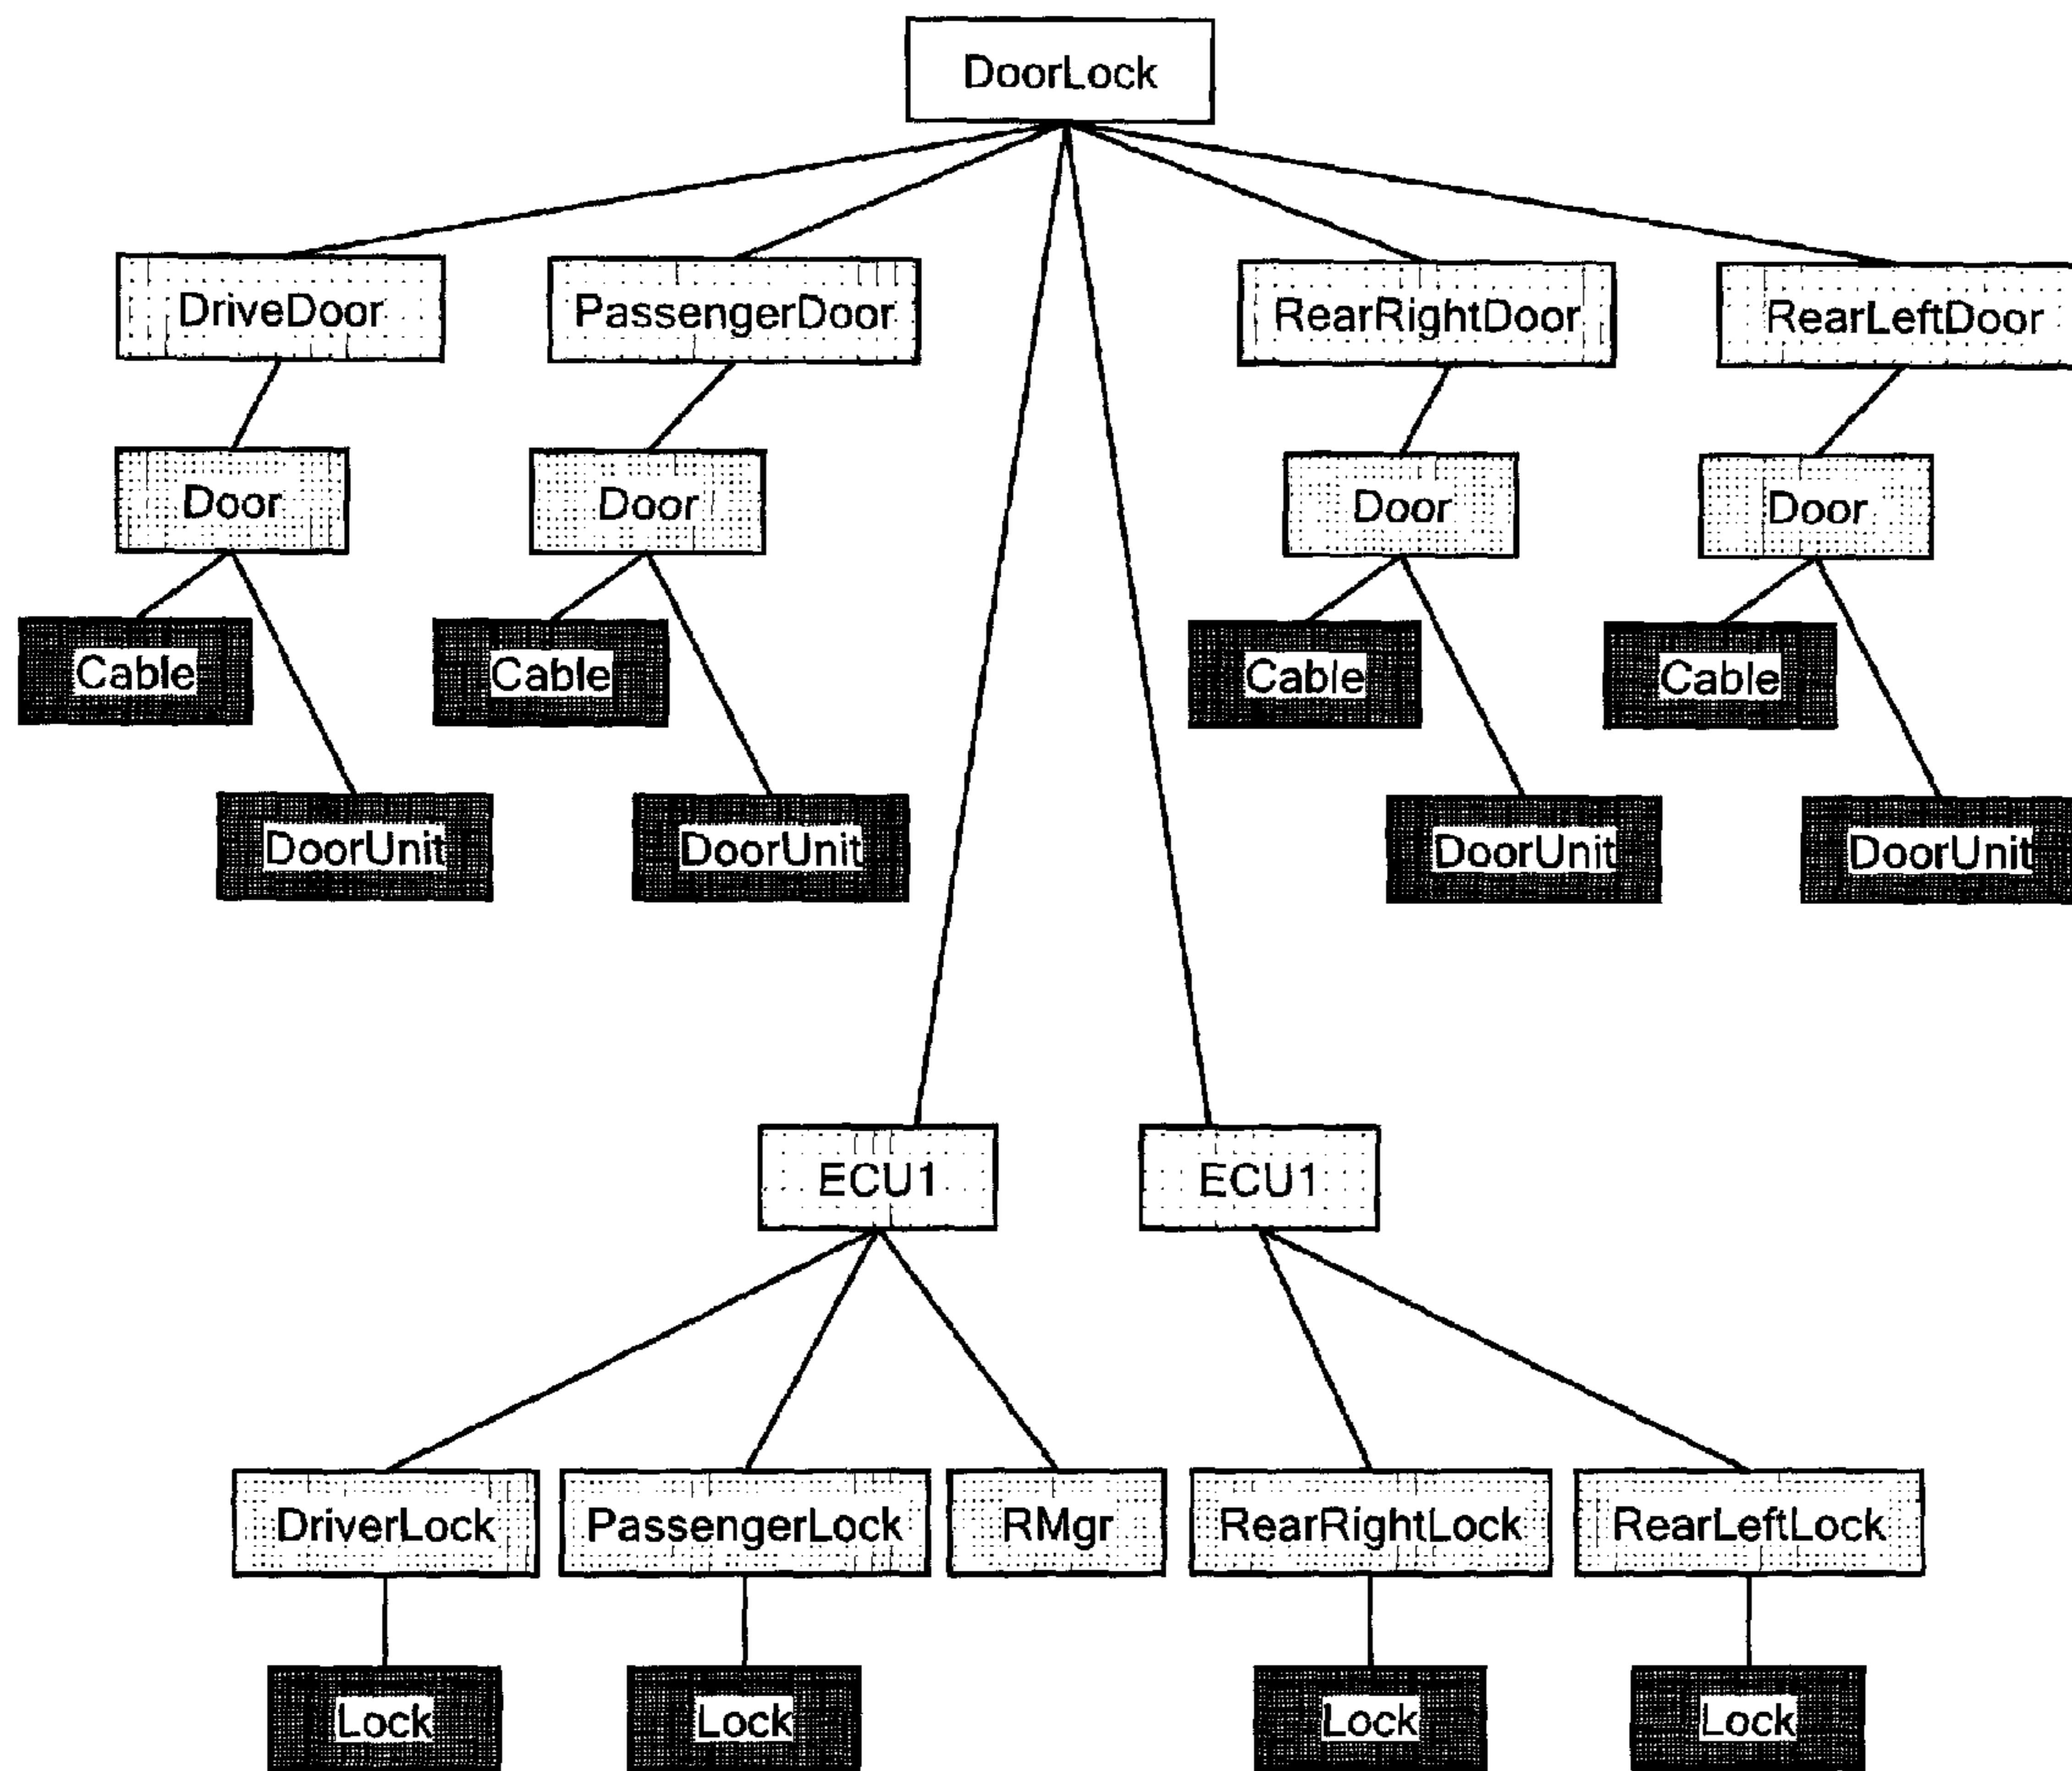 DoorLock
DriveDoor PassengerDoor RearRightDoor RearLeftDoor
Door Door Door Door
Cable Cable Cable Cable
DoorUnit DoorUnit DoorUnit DoorUnit
ECU1 ECU1
DriverLock PassengerLock RMgr RearRightLock RearLeftLock
Lock Lock Lock Lock